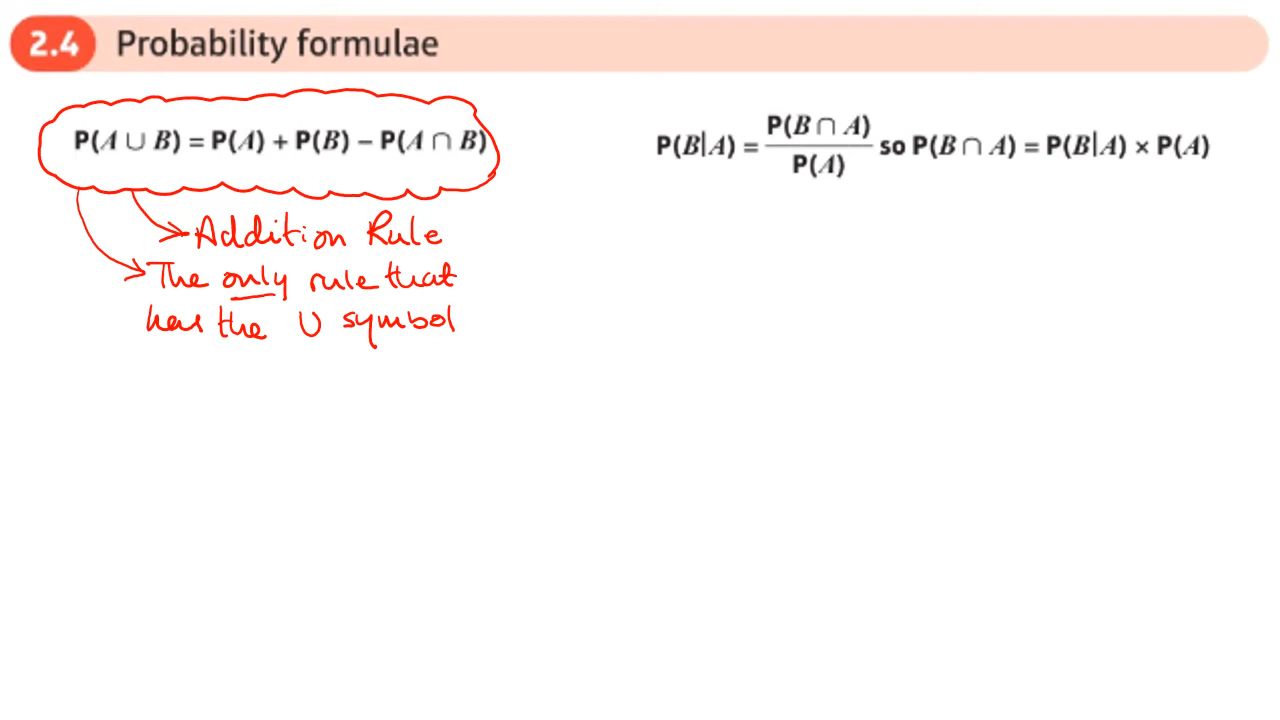 2.4 Probability formulae
P(A ∪ B) = P(A) + P(B) − P(A ∩ B)
Addition Rule
The only rule that
has the U symbol
P(B|A) = P(B ∩ A) / P(A) so P(B ∩ A) = P(B|A) × P(A)